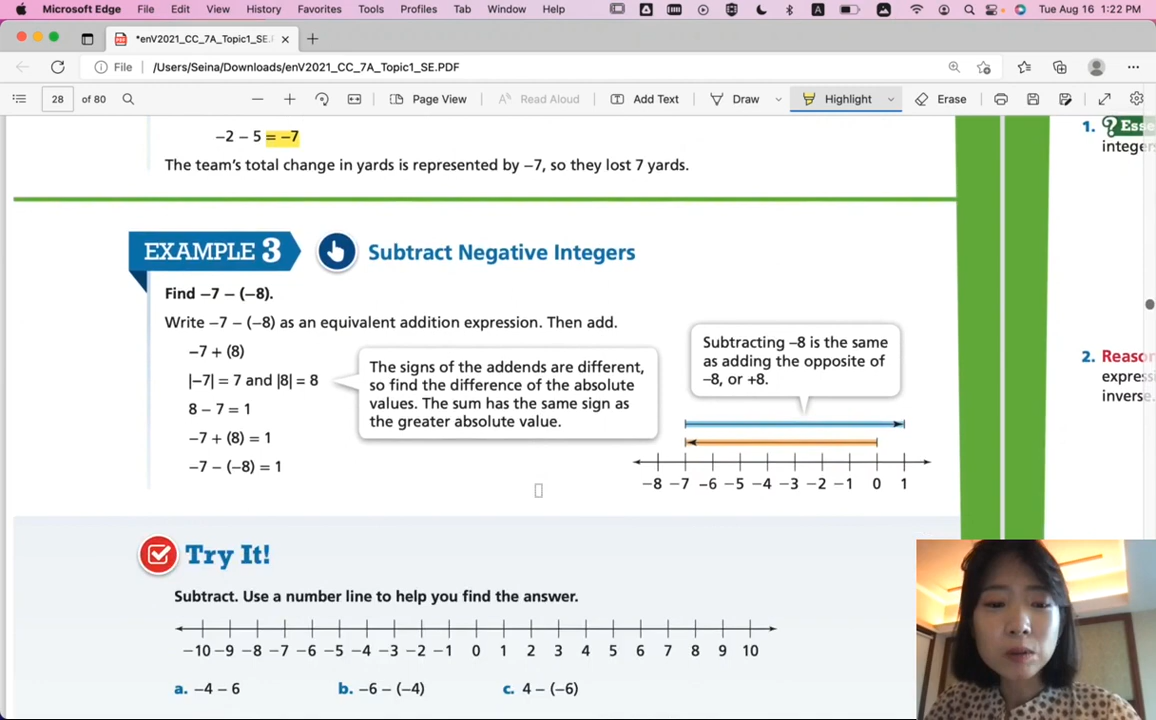 Microsoft Edge File Edit View History Favorites Tools Profiles Tab Window Help A Tue Aug 16 1:22 PM
*enV2021_CC_7A_Topic1_SE.
File /Users/Seina/Downloads/enV2021_CC_7A_Topic1_SE.PDF
28 of 80 Page View Read Aloud Add Text Draw Highlight Erase
−2 − 5 = −7
The team's total change in yards is represented by −7, so they lost 7 yards.
EXAMPLE 3 Subtract Negative Integers
Find −7 − (−8).
Write −7 − (−8) as an equivalent addition expression. Then add.
−7 + (8)
|−7| = 7 and |8| = 8
8 − 7 = 1
−7 + (8) = 1
−7 − (−8) = 1
The signs of the addends are different,
so find the difference of the absolute
values. The sum has the same sign as
the greater absolute value.
Subtracting −8 is the same
as adding the opposite of
−8, or +8.
−8 −7 −6 −5 −4 −3 −2 −1 0 1
Try It!
Subtract. Use a number line to help you find the answer.
−10 −9 −8 −7 −6 −5 −4 −3 −2 −1 0 1 2 3 4 5 6 7 8 9 10
a. −4 − 6 b. −6 − (−4) c. 4 − (−6)
1. ? Esse
integer
2. Reaso
express
inverse.